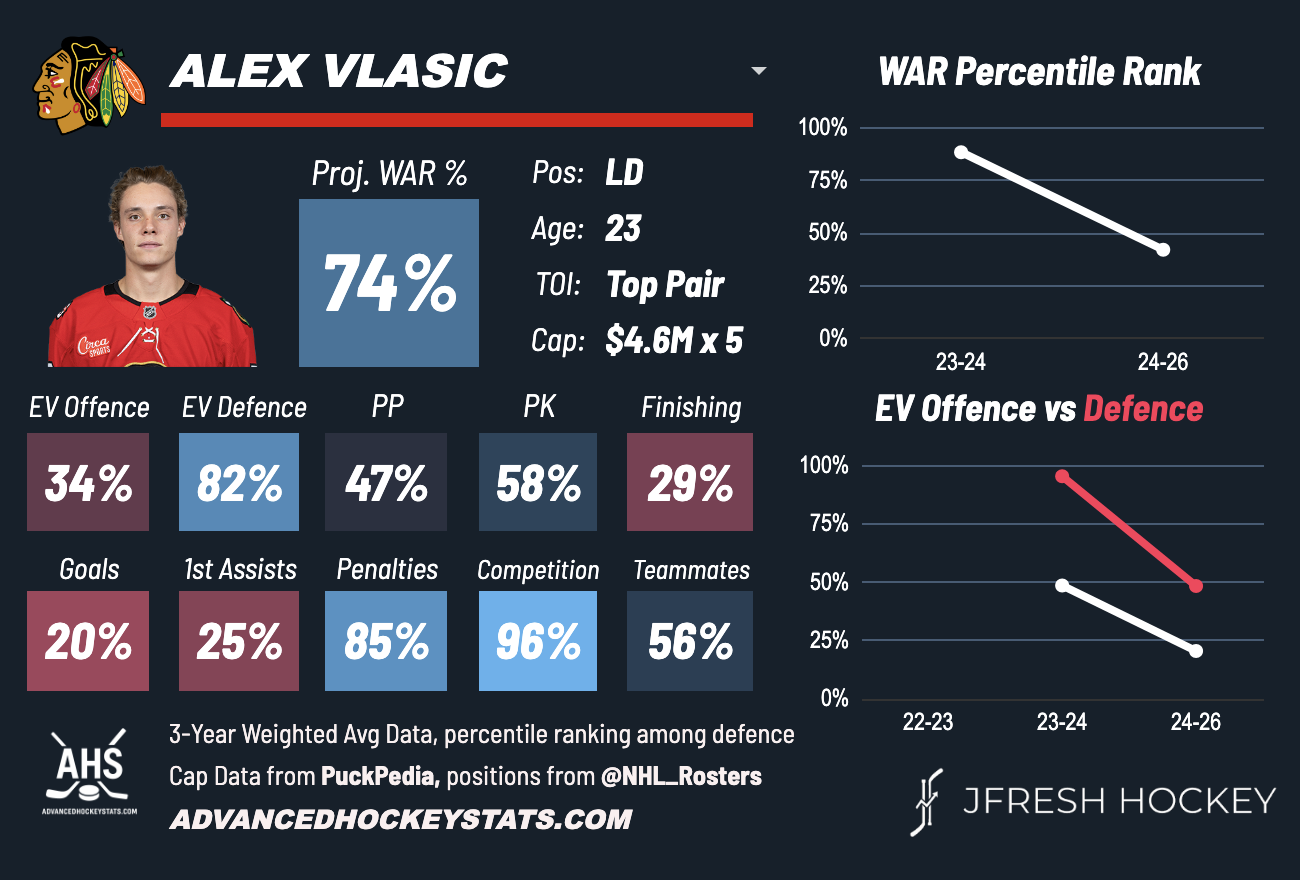 ALEX VLASIC
Proj. WAR %
74%
Pos: LD
Age: 23
TOI: Top Pair
Cap: $4.6M x 5
Circa
SPORTS
EV Offence EV Defence PP PK Finishing
34% 82% 47% 58% 29%
Goals 1st Assists Penalties Competition Teammates
20% 25% 85% 96% 56%
WAR Percentile Rank
100%
75%
50%
25%
0%
23-24 24-26
EV Offence vs Defence
100%
75%
50%
25%
0%
22-23 23-24 24-26
AHS
ADVANCEDHOCKEYSTATS.COM
3-Year Weighted Avg Data, percentile ranking among defence
Cap Data from PuckPedia, positions from @NHL_Rosters
ADVANCEDHOCKEYSTATS.COM
JFRESH HOCKEY